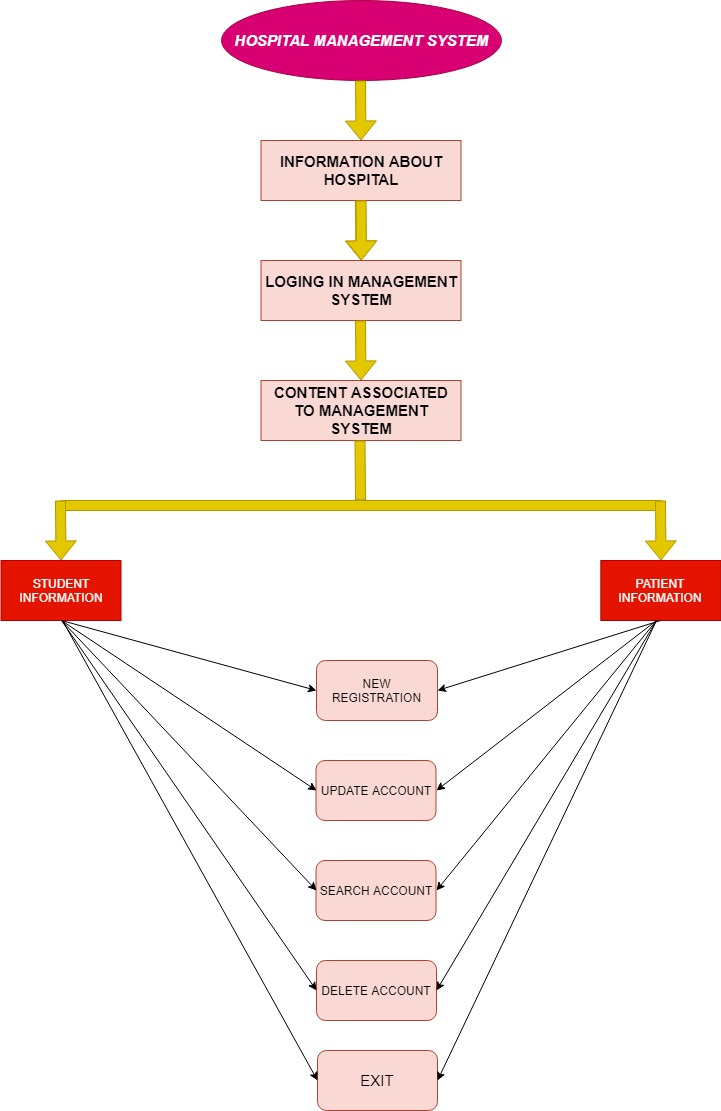 HOSPITAL MANAGEMENT SYSTEM
INFORMATION ABOUT
HOSPITAL
LOGING IN MANAGEMENT
SYSTEM
CONTENT ASSOCIATED
TO MANAGEMENT
SYSTEM
STUDENT
INFORMATION
PATIENT
INFORMATION
NEW
REGISTRATION
UPDATE ACCOUNT
SEARCH ACCOUNT
DELETE ACCOUNT
EXIT